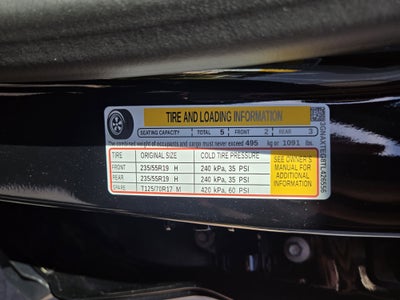 TIRE AND LOADING INFORMATION
SEATING CAPACITY TOTAL 5 FRONT 2 REAR 3
The combined weight of occupants and cargo must never exceed 495 kg or 1091 lbs.
TIRE ORIGINAL SIZE COLD TIRE PRESSURE
FRONT 235/55R19 H 240 kPa, 35 PSI
REAR 235/55R19 H 240 kPa, 35 PSI
SPARE T125/70R17 M 420 kPa, 60 PSI
SEE OWNER'S
MANUAL FOR
ADDITIONAL
INFORMATION